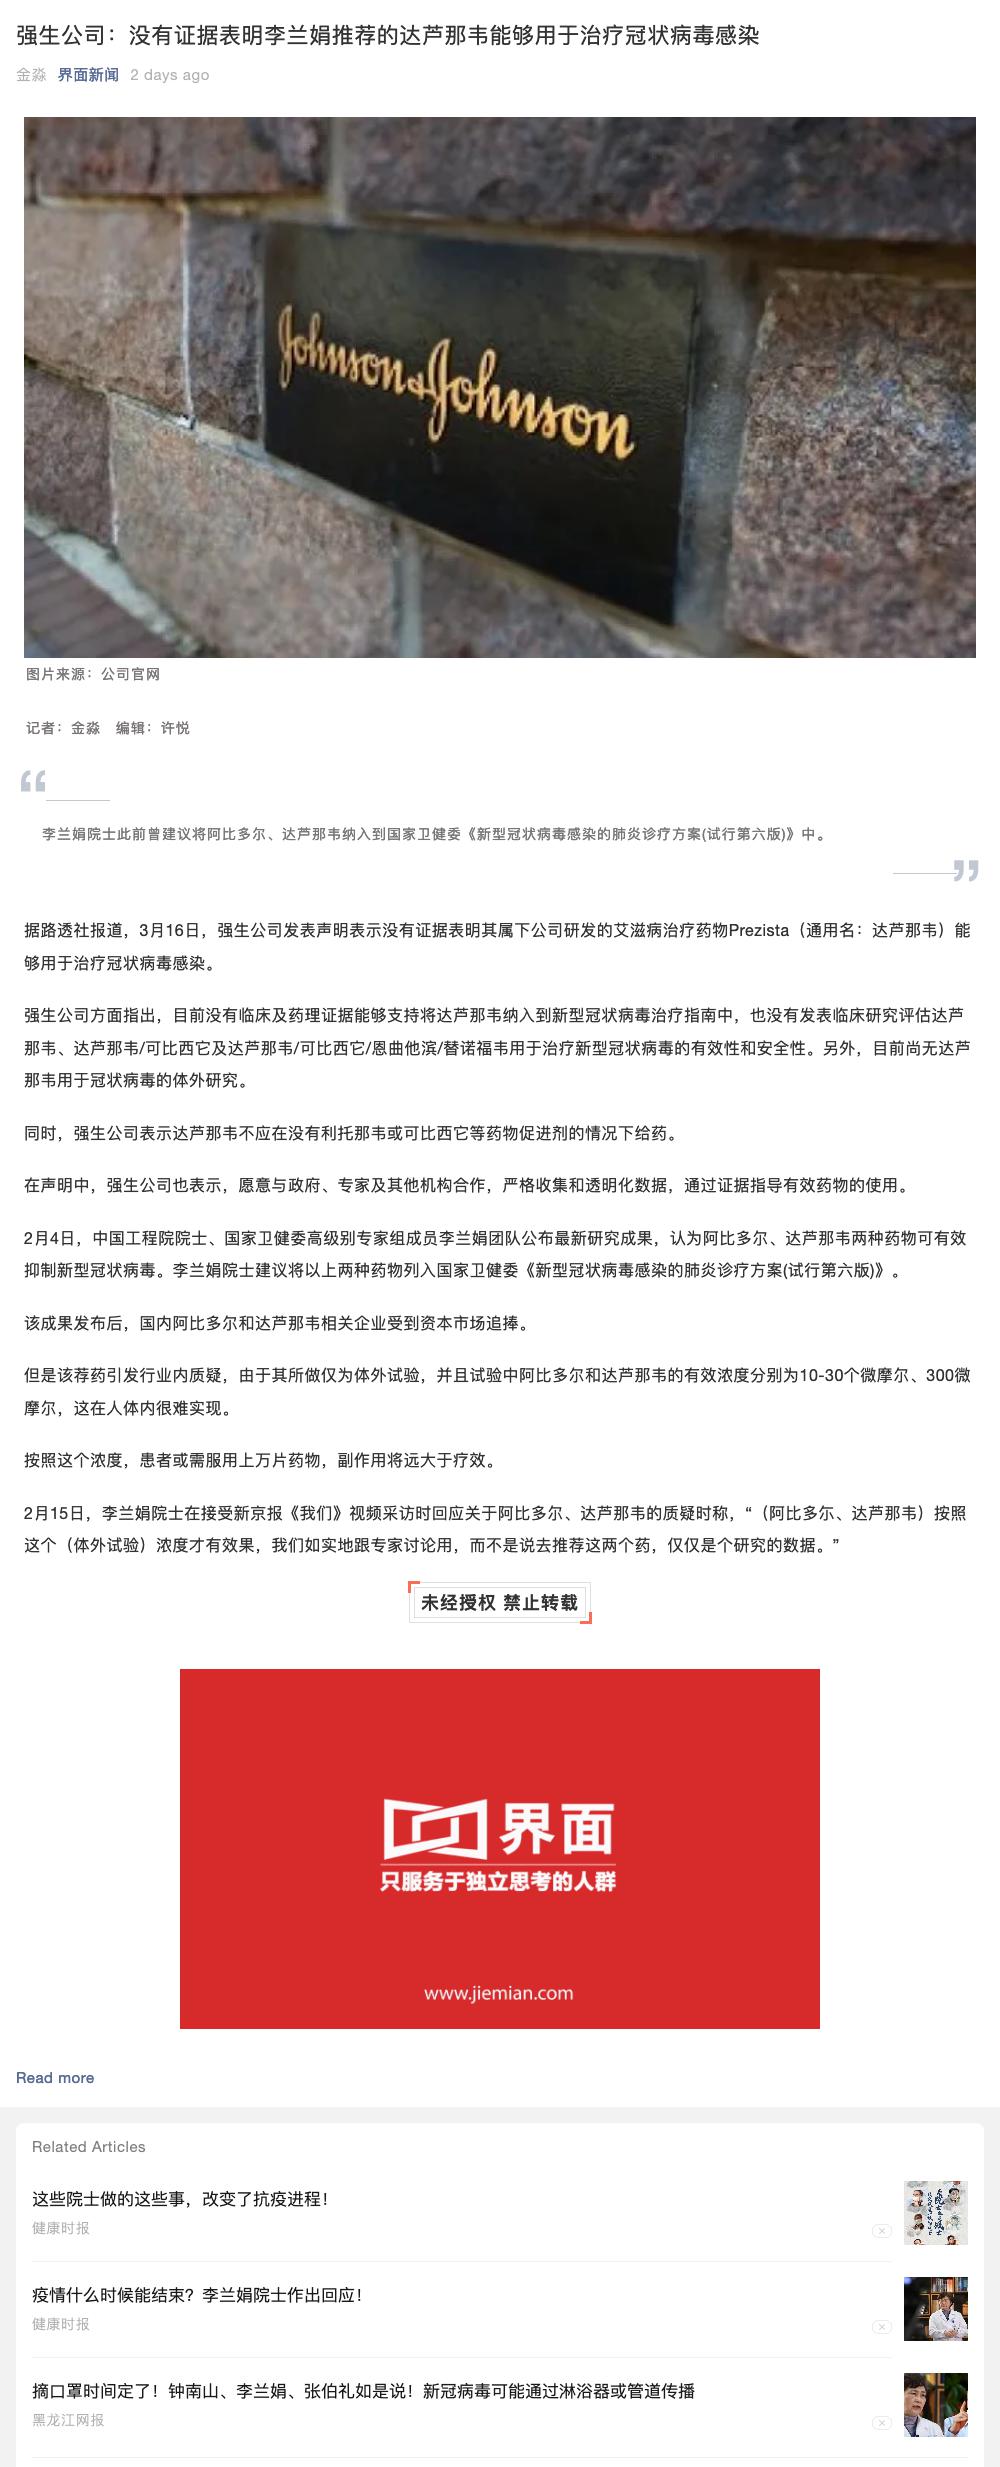 强生公司：没有证据表明李兰娟推荐的达芦那韦能够用于治疗冠状病毒感染
金淼 界面新闻 2 days ago
Johnson&Johnson
图片来源：公司官网
记者：金淼 编辑：许悦
“
李兰娟院士此前曾建议将阿比多尔、达芦那韦纳入到国家卫健委《新型冠状病毒感染的肺炎诊疗方案(试行第六版)》中。
”
据路透社报道，3月16日，强生公司发表声明表示没有证据表明其属下公司研发的艾滋病治疗药物Prezista（通用名：达芦那韦）能
够用于治疗冠状病毒感染。
强生公司方面指出，目前没有临床及药理证据能够支持将达芦那韦纳入到新型冠状病毒治疗指南中，也没有发表临床研究评估达芦
那韦、达芦那韦/可比西它及达芦那韦/可比西它/恩曲他滨/替诺福韦用于治疗新型冠状病毒的有效性和安全性。另外，目前尚无达芦
那韦用于冠状病毒的体外研究。
同时，强生公司表示达芦那韦不应在没有利托那韦或可比西它等药物促进剂的情况下给药。
在声明中，强生公司也表示，愿意与政府、专家及其他机构合作，严格收集和透明化数据，通过证据指导有效药物的使用。
2月4日，中国工程院院士、国家卫健委高级别专家组成员李兰娟团队公布最新研究成果，认为阿比多尔、达芦那韦两种药物可有效
抑制新型冠状病毒。李兰娟院士建议将以上两种药物列入国家卫健委《新型冠状病毒感染的肺炎诊疗方案(试行第六版)》。
该成果发布后，国内阿比多尔和达芦那韦相关企业受到资本市场追捧。
但是该荐药引发行业内质疑，由于其所做仅为体外试验，并且试验中阿比多尔和达芦那韦的有效浓度分别为10-30个微摩尔、300微
摩尔，这在人体内很难实现。
按照这个浓度，患者或需服用上万片药物，副作用将远大于疗效。
2月15日，李兰娟院士在接受新京报《我们》视频采访时回应关于阿比多尔、达芦那韦的质疑时称，“（阿比多尔、达芦那韦）按照
这个（体外试验）浓度才有效果，我们如实地跟专家讨论用，而不是说去推荐这两个药，仅仅是个研究的数据。”
未经授权 禁止转载
界面
只服务于独立思考的人群
www.jiemian.com
Read more
Related Articles
这些院士做的这些事，改变了抗疫进程！
健康时报
疫情什么时候能结束？李兰娟院士作出回应！
健康时报
摘口罩时间定了！钟南山、李兰娟、张伯礼如是说！新冠病毒可能通过淋浴器或管道传播
黑龙江网报